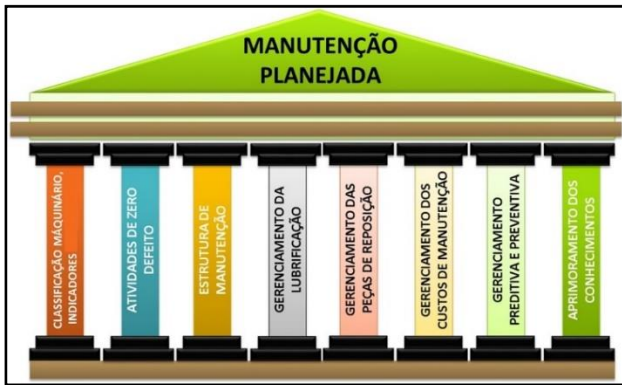 MANUTENÇÃO
PLANEJADA
CLASSIFICAÇÃO MÁQUINÁRIO,
INDICADORES
ATIVIDADES DE ZERO
DEFEITO
ESTRUTURA DE
MANUTENÇÃO
GERENCIAMENTO DA
LUBRIFICAÇÃO
GERENCIAMENTO DAS
PEÇAS DE REPOSIÇÃO
GERENCIAMENTO DOS
CUSTOS DE MANUTENÇÃO
GERENCIAMENTO
PREDITIVA E PREVENTIVA
APRIMORAMENTO DOS
CONHECIMENTOS